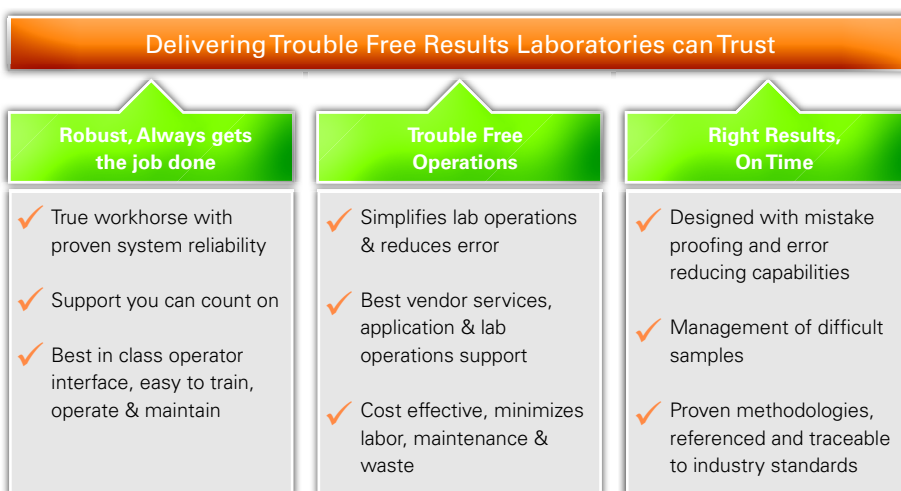 Delivering Trouble Free Results Laboratories can Trust
Robust, Always gets
the job done
True workhorse with
proven system reliability
Support you can count on
Best in class operator
interface, easy to train,
operate & maintain
Trouble Free
Operations
Simplifies lab operations
& reduces error
Best vendor services,
application & lab
operations support
Cost effective, minimizes
labor, maintenance &
waste
Right Results,
On Time
Designed with mistake
proofing and error
reducing capabilities
Management of difficult
samples
Proven methodologies,
referenced and traceable
to industry standards